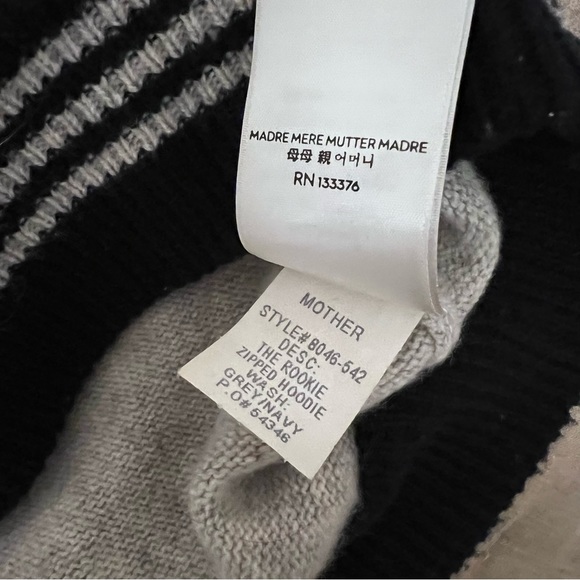 MADRE MERE MUTTER MADRE
母母 親 어머니
RN 133376
MOTHER
STYLE# 8046-542
DESC:
THE ROOKIE
ZIPPED HOODIE
WASH:
GREY/NAVY
P.O# 54346